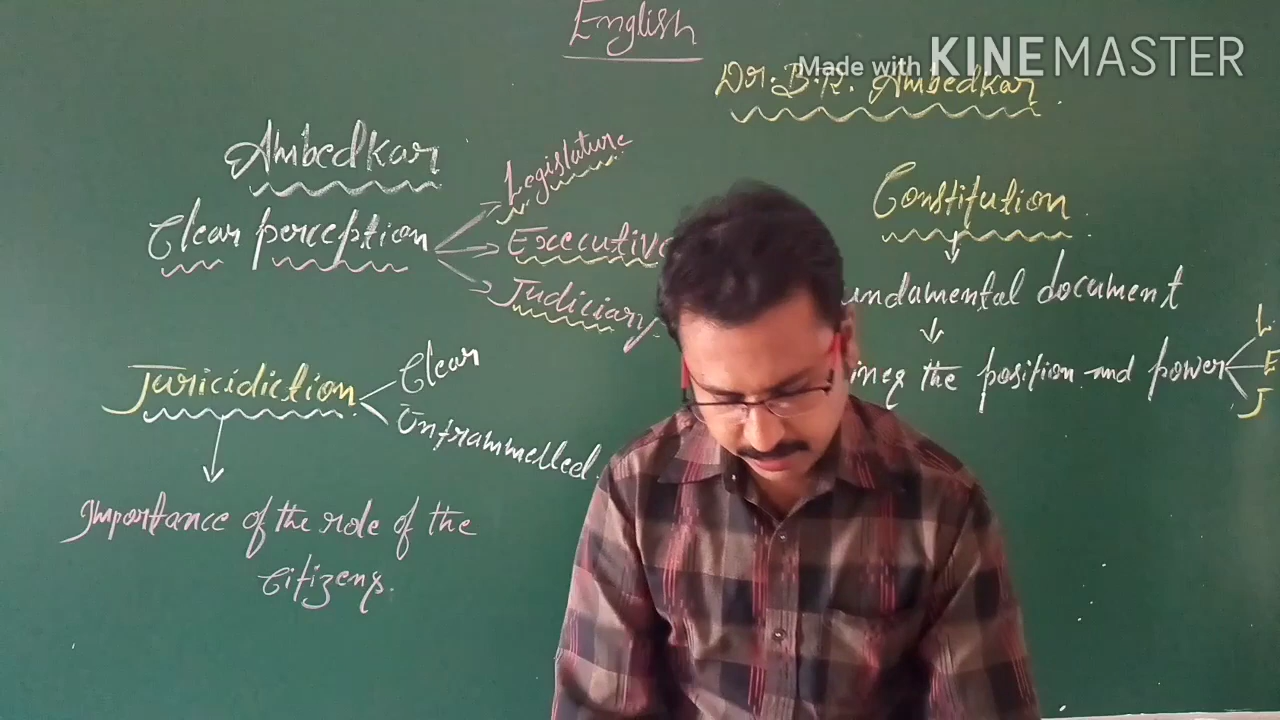 English
Made with KINEMASTER
Dr. B.R. Ambedkar.
Ambedkar
Clear perception
Legislature
Executive
Judiciary.
Juricidiction
Clear
Untrammelled.
Importance of the role of the
Citizens.
Constitution.
undamental document
ines the position and power
L.
E
J